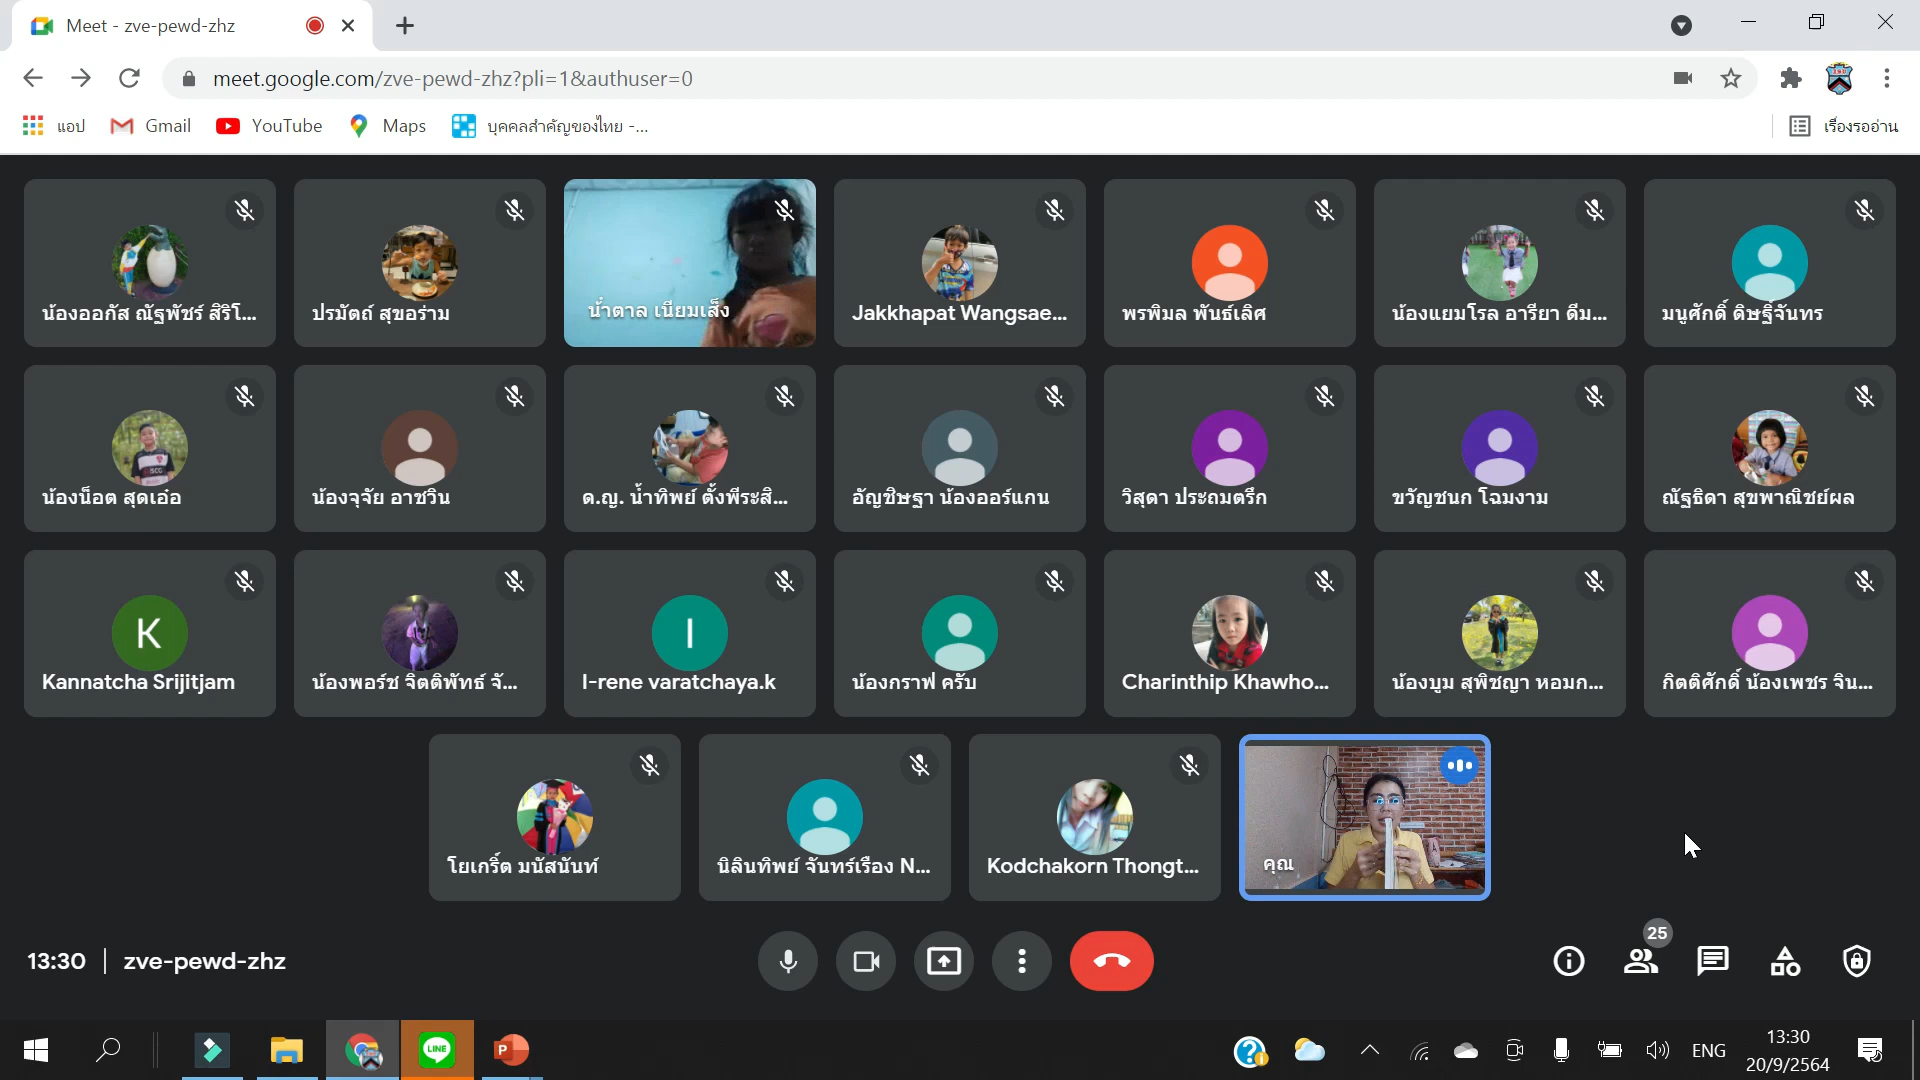 Meet - zve-pewd-zhz
meet.google.com/zve-pewd-zhz?pli=1&authuser=0
แอป Gmail YouTube Maps บุคคลสำคัญของไทย -... เรื่องรออ่าน
น้องออกัส ณัฐพัชร์ สิริโ... ปรมัตถ์ สุขอร่าม น้ำตาล เนียมเส็ง Jakkhapat Wangsae... พรพิมล พันธ์เลิศ น้องแยมโรล อารียา ดีม... มนูศักดิ์ ดิษฐ์จันทร
น้องน็อต สุดเอ๋อ น้องจุจัย อาชวิน ด.ญ. น้ำทิพย์ ตั้งพีระสิ... อัญชิษฐา น้องออร์แกน วิสุดา ประถมตรีก ขวัญชนก โฉมงาม ณัฐธิดา สุขพาณิชย์ผล
K I
Kannatcha Srijitjam น้องพอร์ช จิตติพัทธ์ จั... I-rene varatchaya.k น้องกราฟ ครับ Charinthip Khawho... น้องบูม สุพิชญา หอมก... กิตติศักดิ์ น้องเพชร จิน...
โยเกิร์ต มนัสนันท์ นิลินทิพย์ จันทร์เรือง N... Kodchakorn Thongt... คุณ
25
13:30 | zve-pewd-zhz
LINE P ENG 13:30
20/9/2564